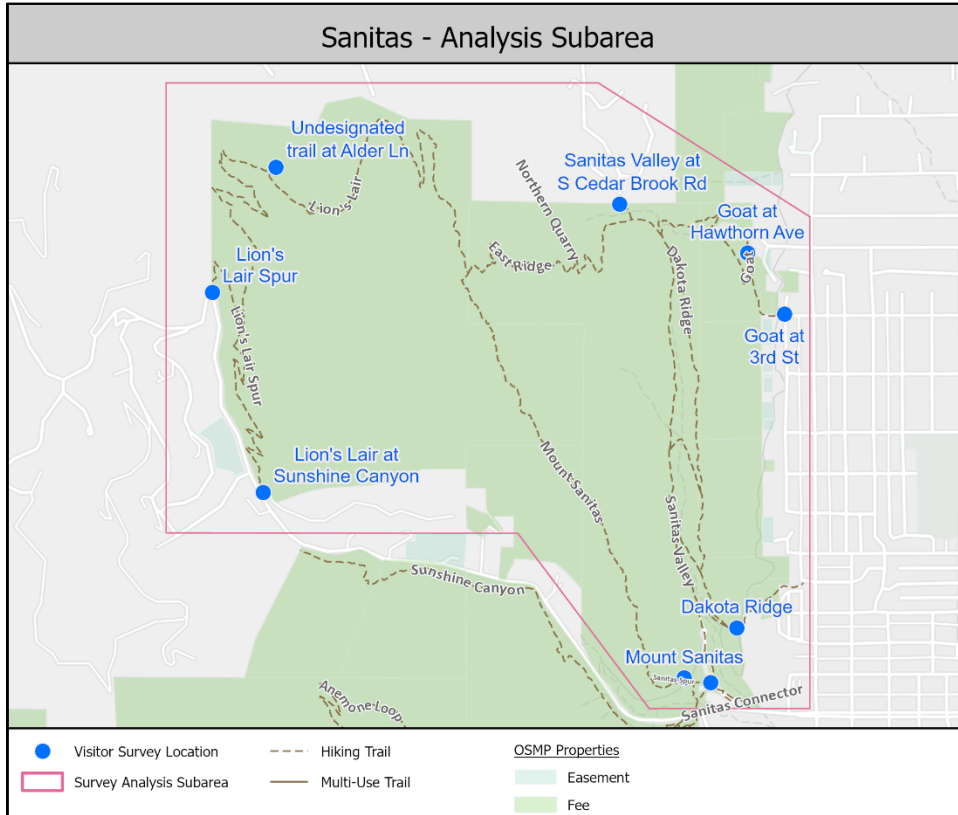 Sanitas - Analysis Subarea
Undesignated
trail at Alder Ln
Lion's Lair
Northern Quarry
Sanitas Valley at
S Cedar Brook Rd
Goat at
Hawthorn Ave
Goat
East Ridge
Dakota Ridge
Lion's
Lair Spur
Lion's Lair Spur
Goat at
3rd St
Lion's Lair at
Sunshine Canyon
Mount Sanitas
Sanitas Valley
Sunshine Canyon
Dakota Ridge
Mount Sanitas
Sanitas Spur
Sanitas Connector
Anemone Loop
Visitor Survey Location
Survey Analysis Subarea
Hiking Trail
Multi-Use Trail
OSMP Properties
Easement
Fee